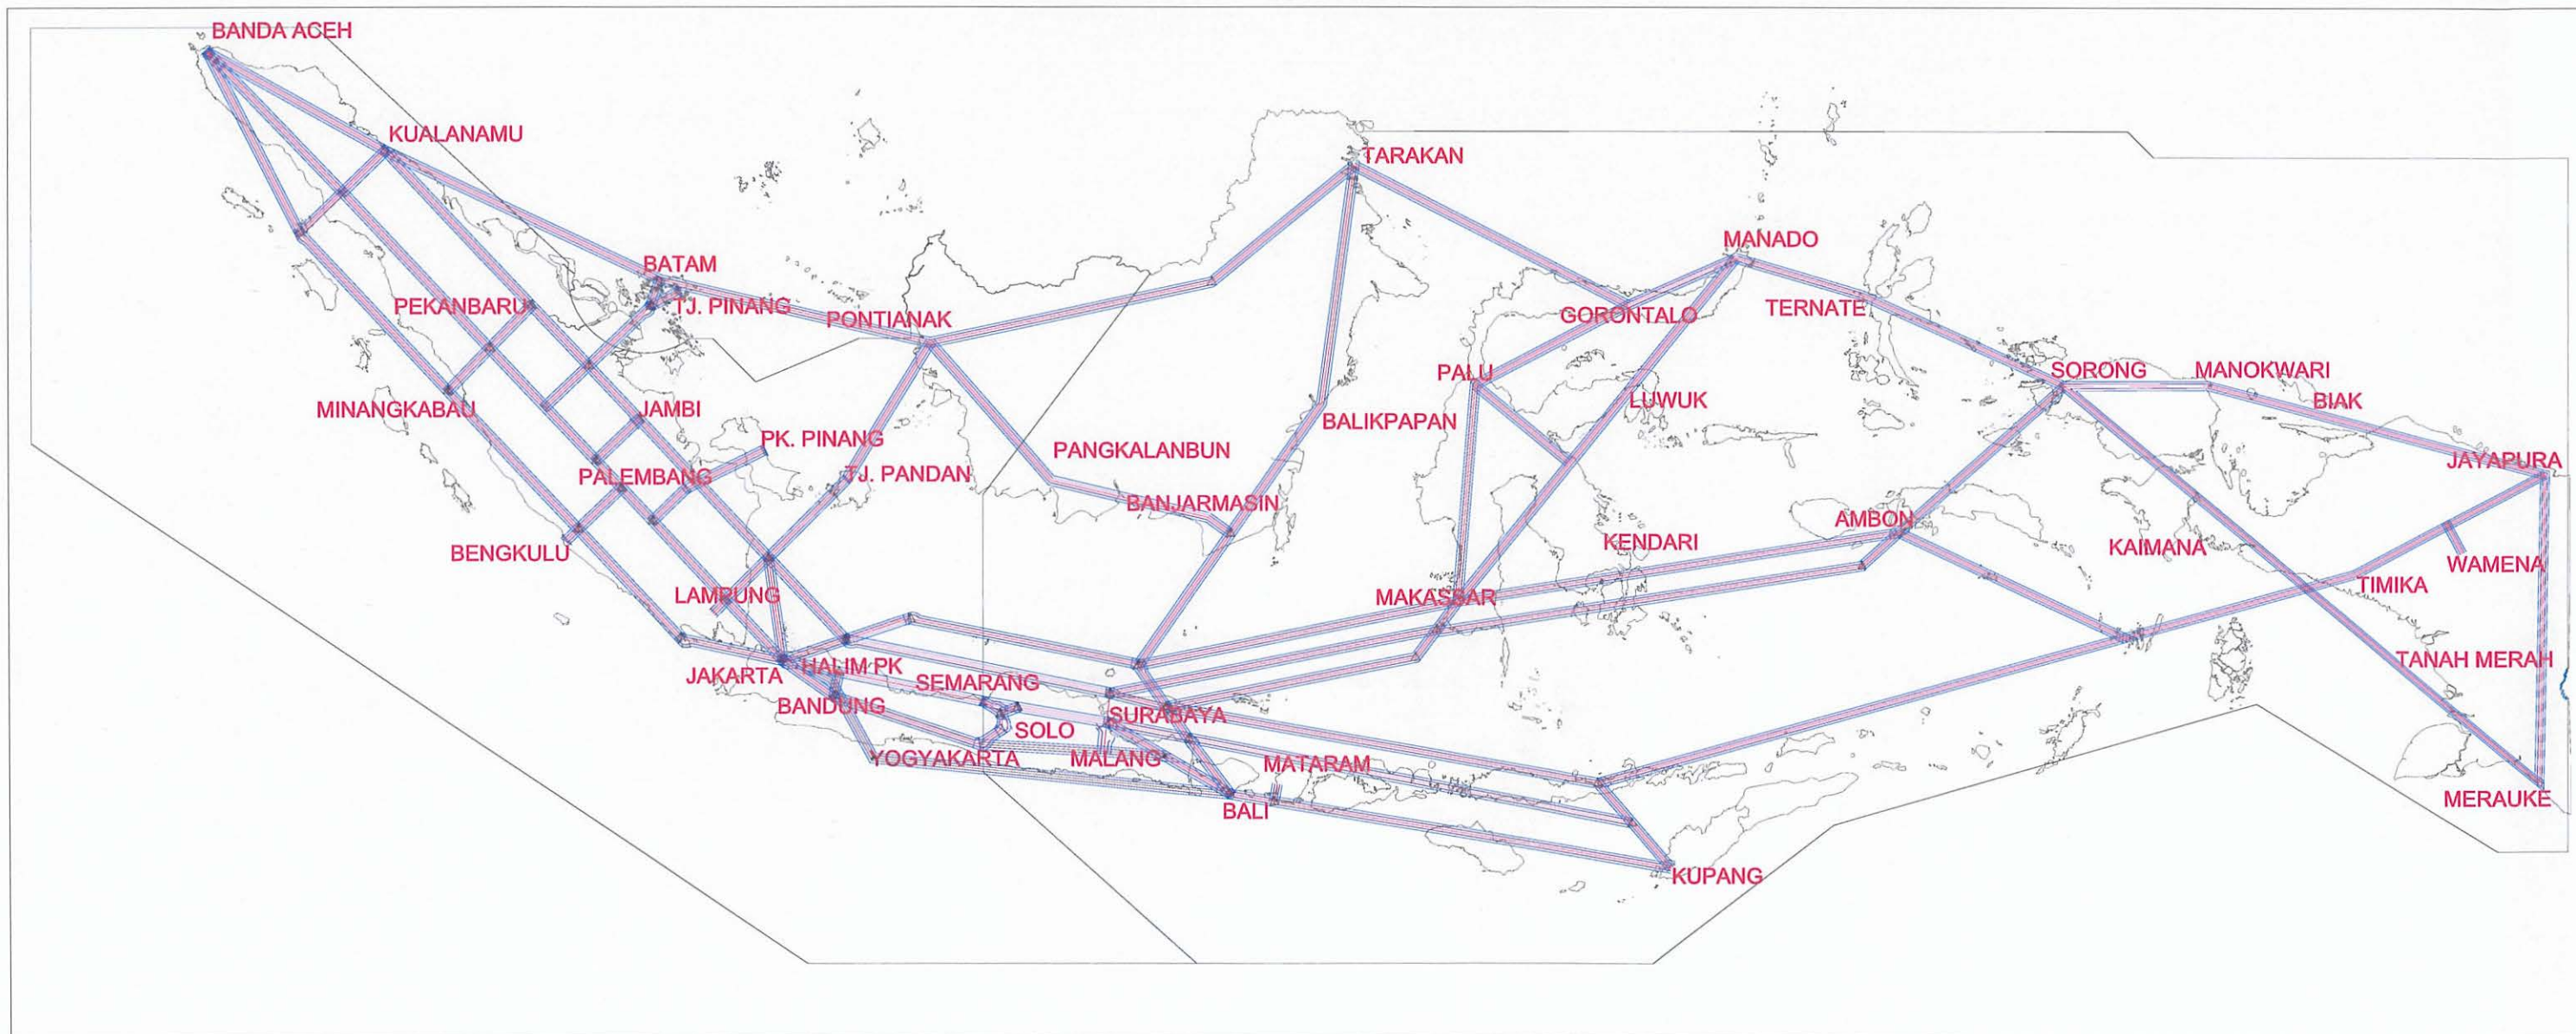 BANDA ACEH
KUALANAMU
TARAKAN
MANADO
BATAM
PEKANBARU
TJ. PINANG
PONTIANAK
GORONTALO
TERNATE
PALU
SORONG
MANOKWARI
MINANGKABAU
JAMBI
LUWUK
BIAK
BALIKPAPAN
PK. PINANG
PANGKALANBUN
JAYAPURA
PALEMBANG
TJ. PANDAN
BANJARMASIN
AMBON
BENGKULU
KENDARI
KAIMANA
WAMENA
LAMPUNG
MAKASSAR
TIMIKA
JAKARTA
HALIM PK
TANAH MERAH
SEMARANG
BANDUNG
SURABAYA
SOLO
YOGYAKARTA
MALANG
MATARAM
BALI
MERAUKE
KUPANG